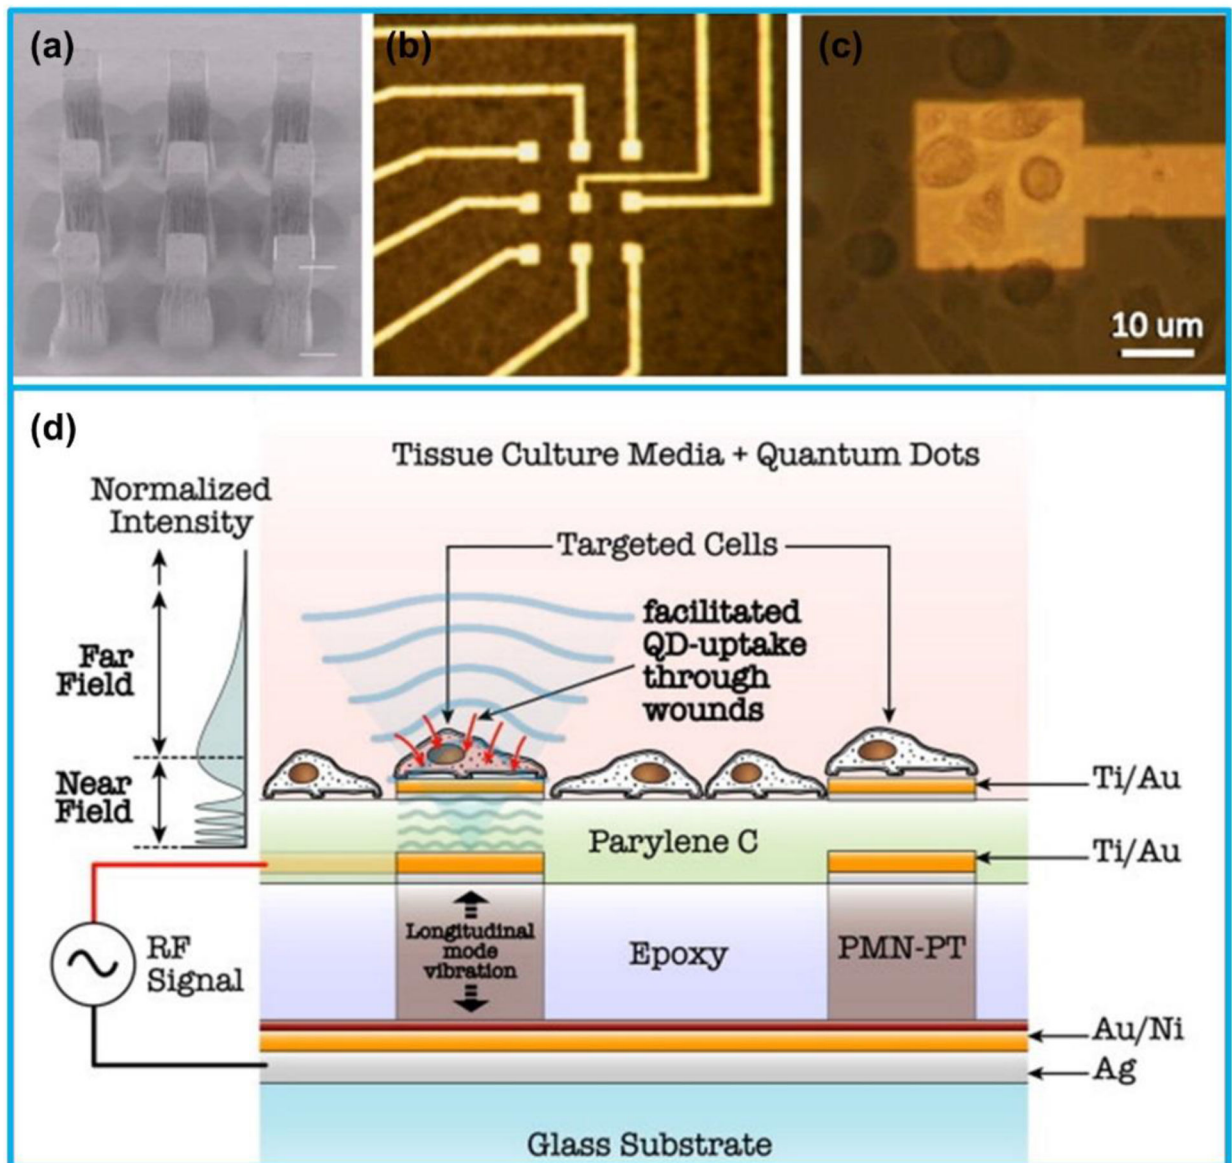 (a)
(b)
(c)
10 um
(d)
Tissue Culture Media + Quantum Dots
Normalized
Intensity
Targeted Cells
facilitated
QD-uptake
through
wounds
Far
Field
Near
Field
Ti/Au
Parylene C
Ti/Au
RF
Signal
Longitudinal
mode
vibration
Epoxy
PMN-PT
Au/Ni
Ag
Glass Substrate